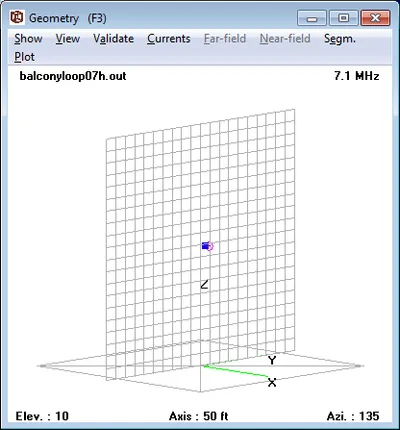 Geometry (F3)
Show View Validate Currents Far-field Near-field Segm.
Plot
balconyloop07h.out 7.1 MHz
Z
Y
X
Elev. : 10 Axis : 50 ft Azi. : 135